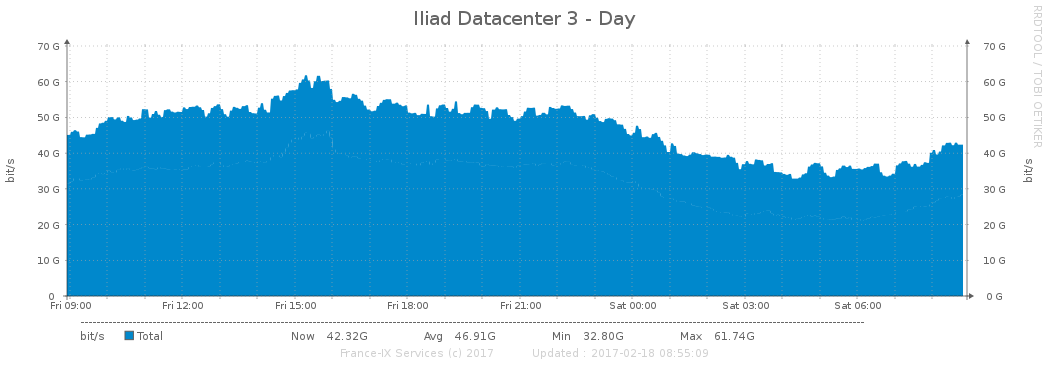 Iliad Datacenter 3 - Day
RRDTOOL / TOBI OETIKER
70 G 70 G
60 G 60 G
50 G 50 G
40 G 40 G
30 G 30 G
20 G 20 G
10 G 10 G
0 0 G
bit/s bit/s
Fri 09:00 Fri 12:00 Fri 15:00 Fri 18:00 Fri 21:00 Sat 00:00 Sat 03:00 Sat 06:00
bit/s Total Now 42.32G Avg 46.91G Min 32.80G Max 61.74G
France-IX Services (c) 2017 Updated : 2017-02-18 08:55:09